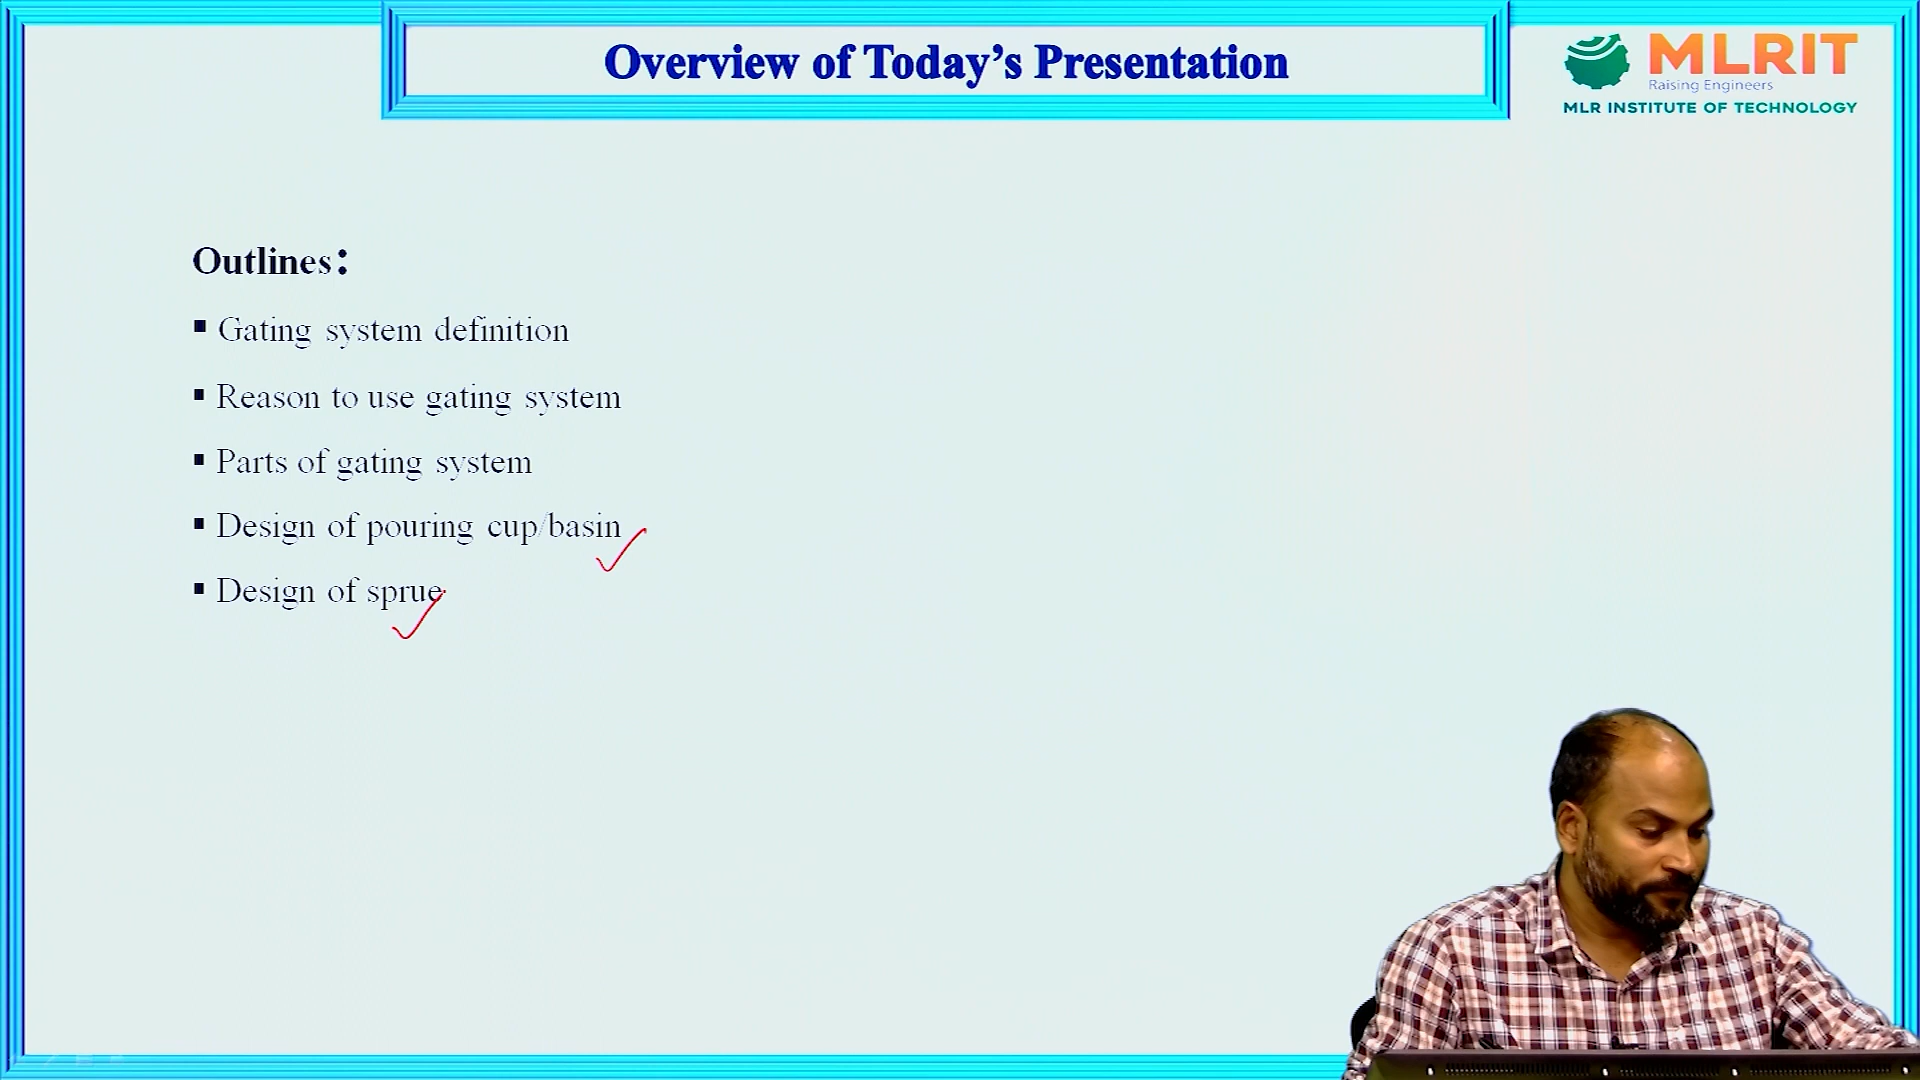 Overview of Today’s Presentation
MLRIT
Raising Engineers
MLR INSTITUTE OF TECHNOLOGY
Outlines:
▪ Gating system definition
▪ Reason to use gating system
▪ Parts of gating system
▪ Design of pouring cup/basin
▪ Design of sprue